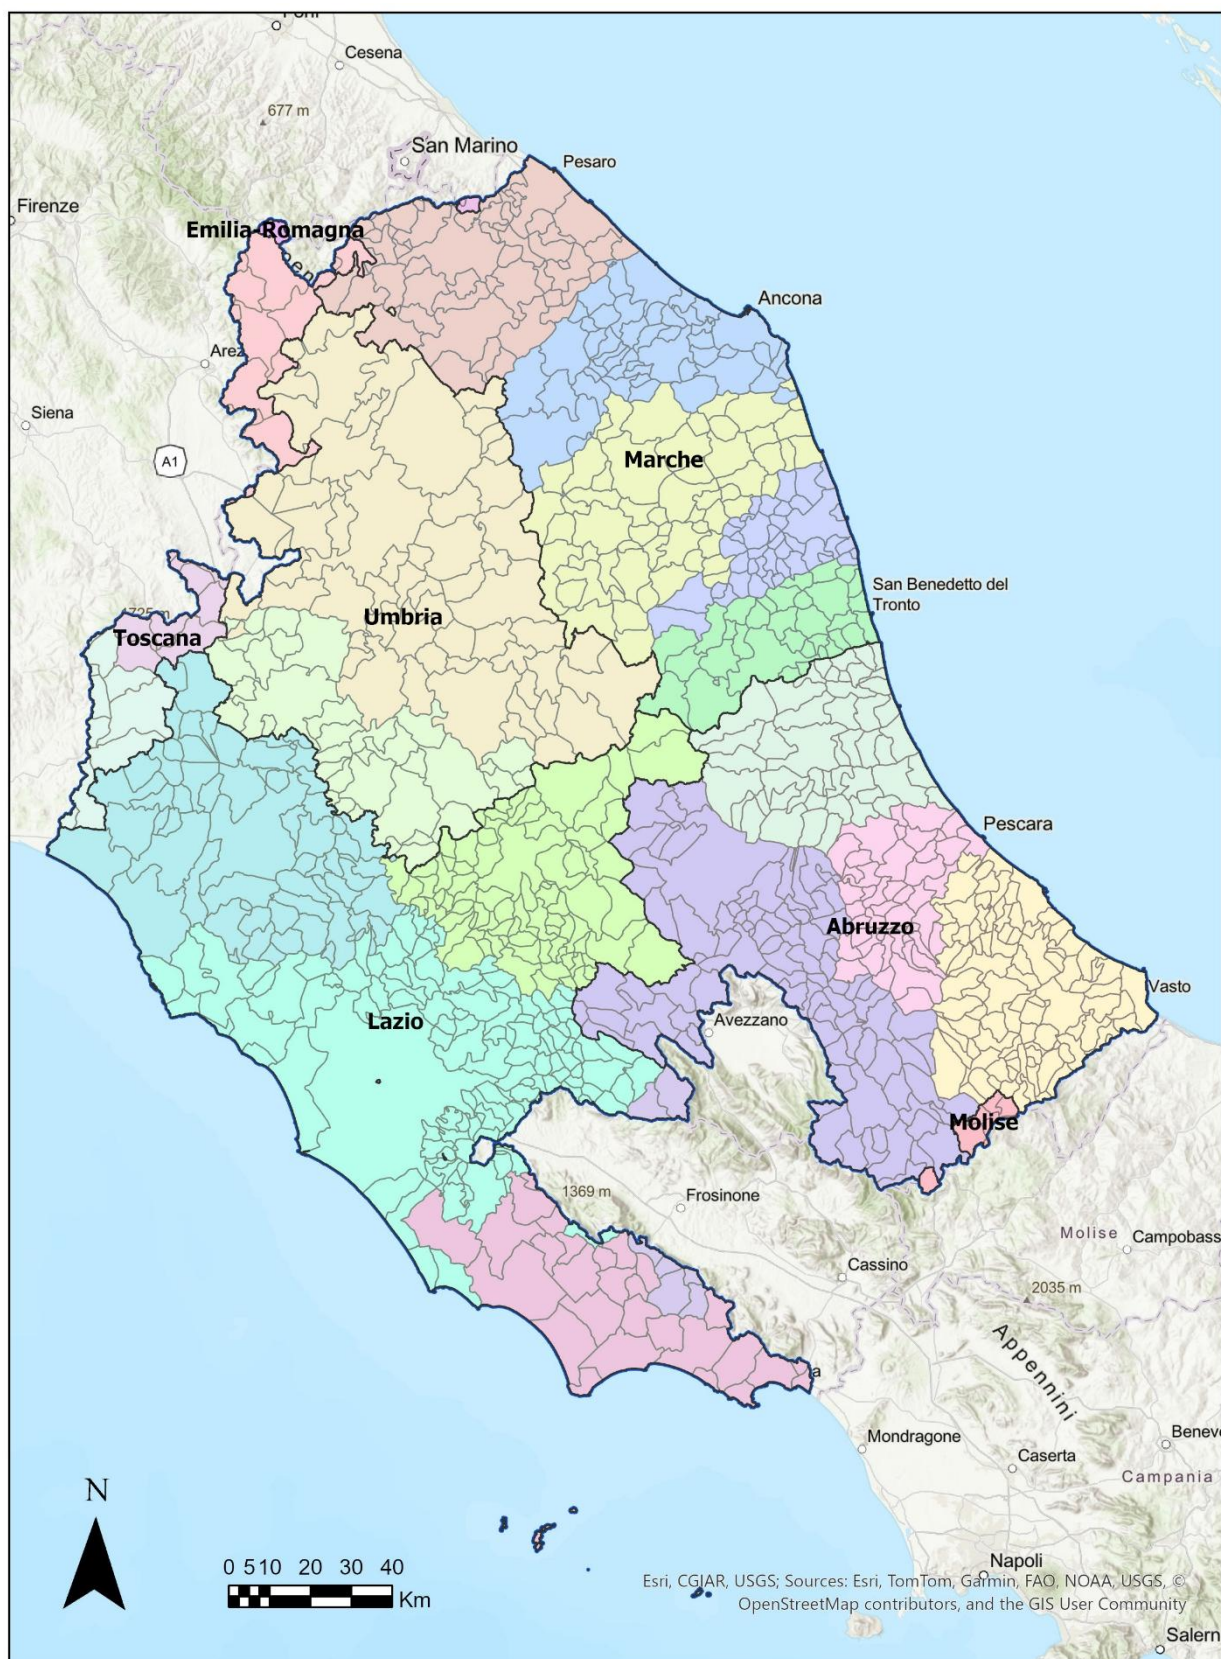 Cesena
677 m
San Marino
Pesaro
Firenze
Emilia-Romagna
Ancona
Siena
A1
Marche
San Benedetto del
Tronto
Umbria
Toscana
Pescara
Abruzzo
Vasto
Lazio
Avezzano
Molise
1369 m
Frosinone
Molise
Campobass
Cassino
2035 m
Appennini
Mondragone
Caserta
Beneve
Campania
N
0 5 10 20 30 40
Km
Napoli
Esri, CGIAR, USGS; Sources: Esri, TomTom, Garmin, FAO, NOAA, USGS, ©
OpenStreetMap contributors, and the GIS User Community
Salern